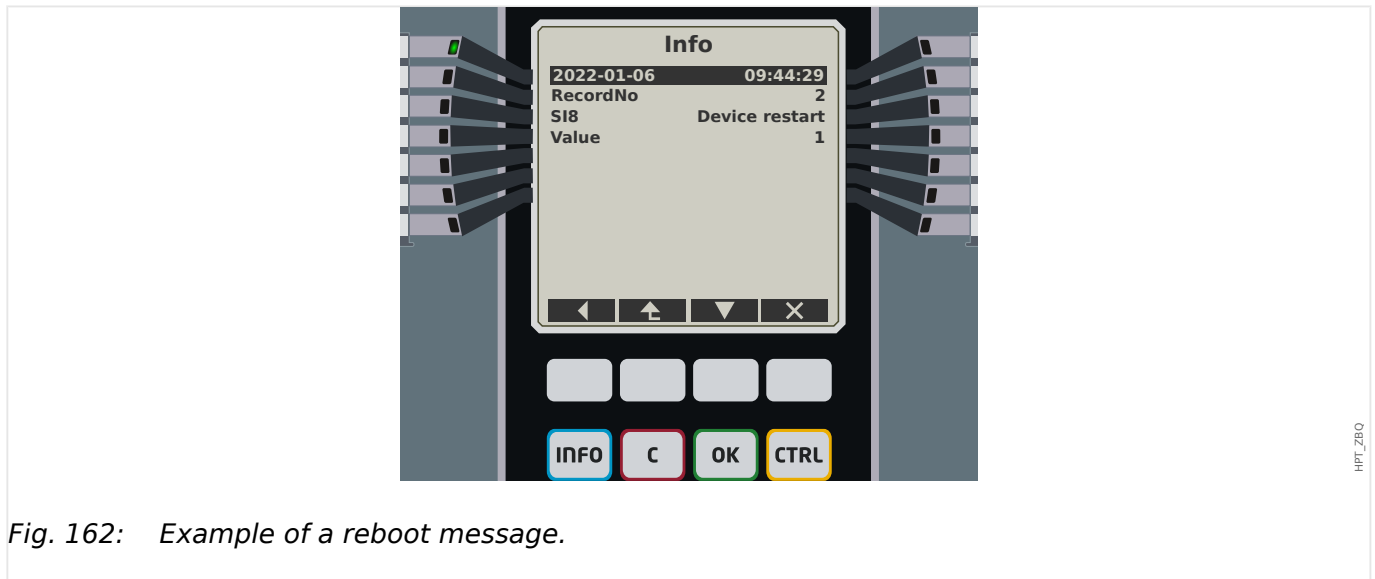 Info
2022-01-06 09:44:29
RecordNo 2
SI8 Device restart
Value 1
INFO C OK CTRL
HPT_ZBQ
Fig. 162: Example of a reboot message.